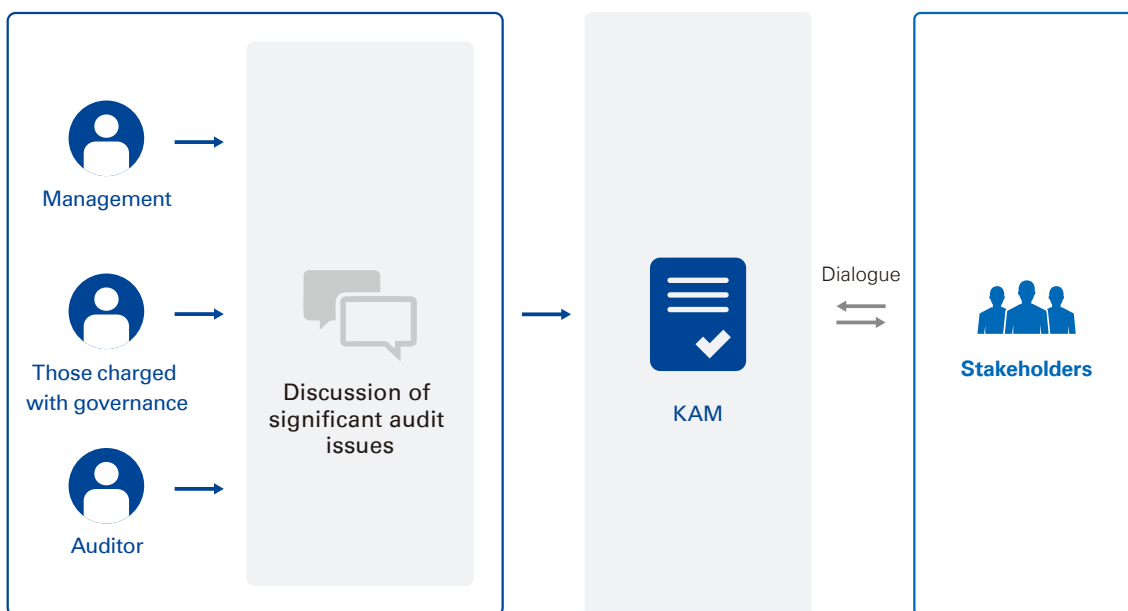 Management
Those charged
with governance
Auditor
Discussion of
significant audit
issues
KAM
Dialogue
Stakeholders